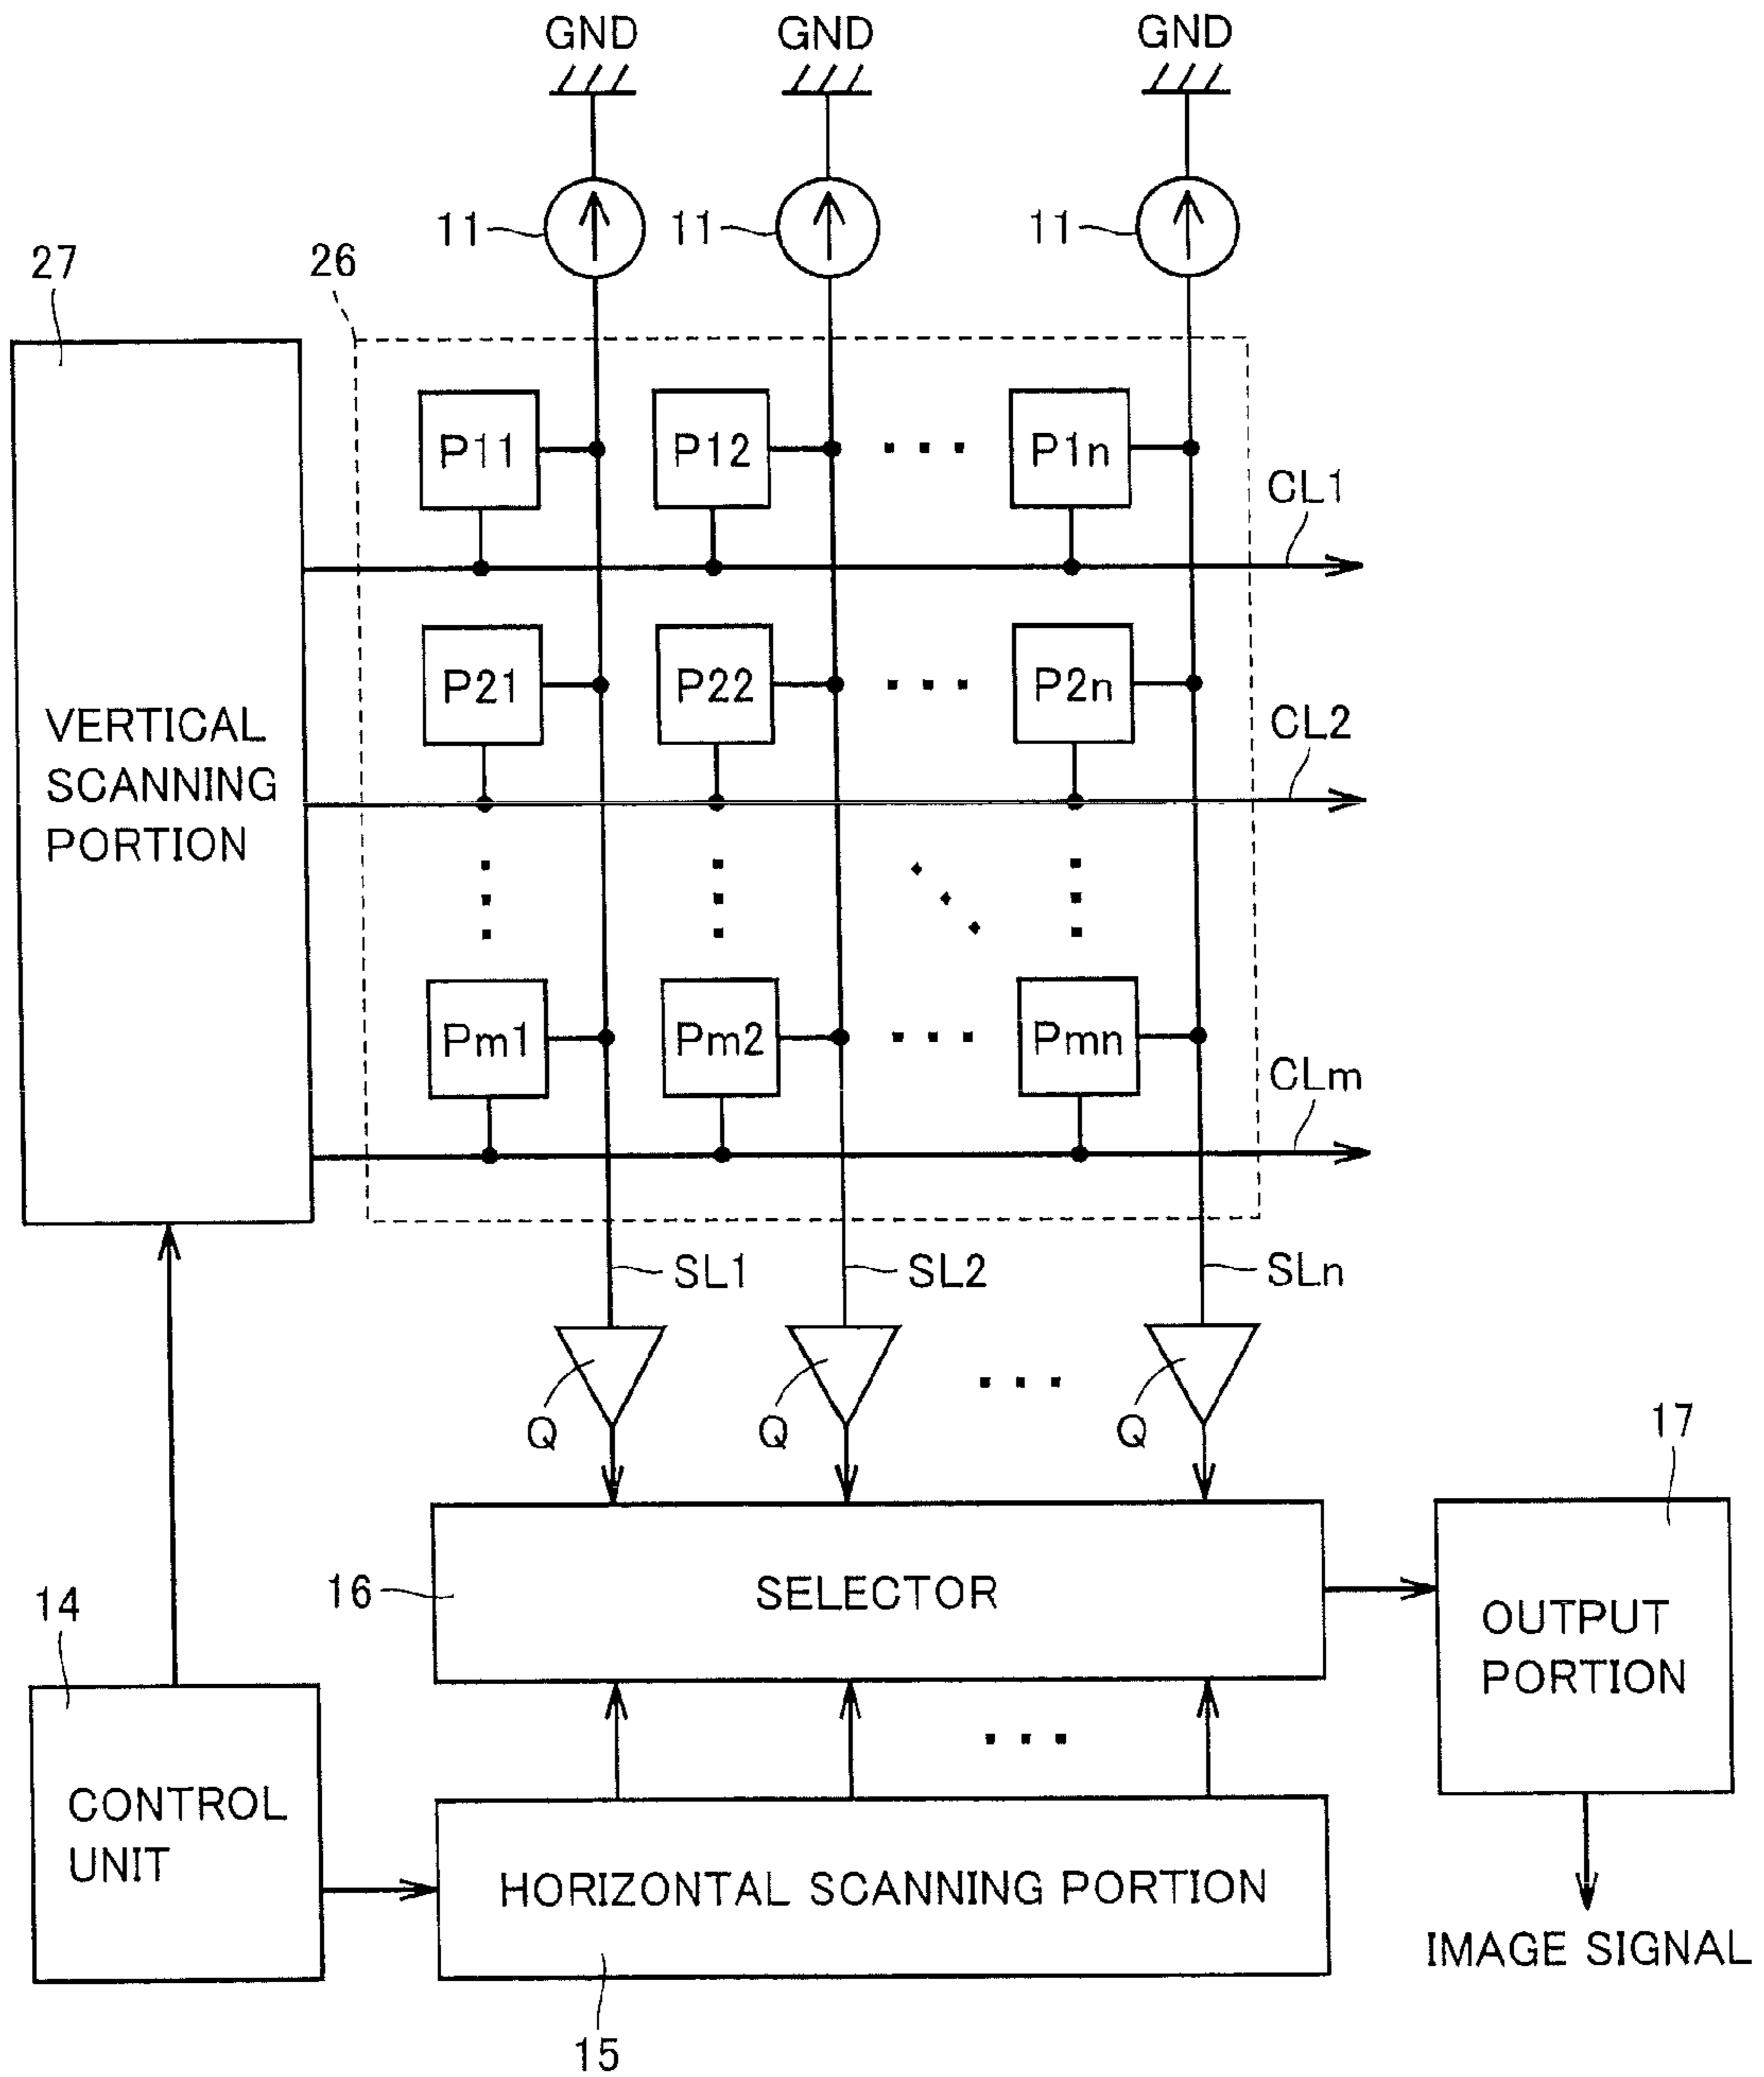 GND GND GND
11 11 11
27 26
P11 P12 P1n
CL1
P21 P22 P2n
CL2
VERTICAL
SCANNING
PORTION
Pm1 Pm2 Pmn
CLm
SL1 SL2 SLn
Q Q Q
17
16 SELECTOR
14
OUTPUT
PORTION
CONTROL
UNIT
HORIZONTAL SCANNING PORTION
IMAGE SIGNAL
15